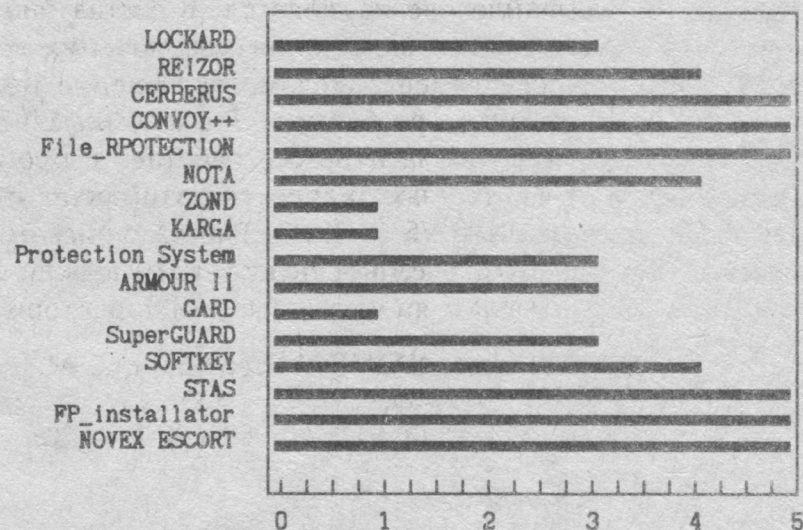 LOCKARD
REIZOR
CERBERUS
CONVOY++
File_RPOTECTION
NOTA
ZOND
KARGA
Protection System
ARMOUR II
GARD
SuperGUARD
SOFTKEY
STAS
FP_installator
NOVEX ESCORT
0 1 2 3 4 5